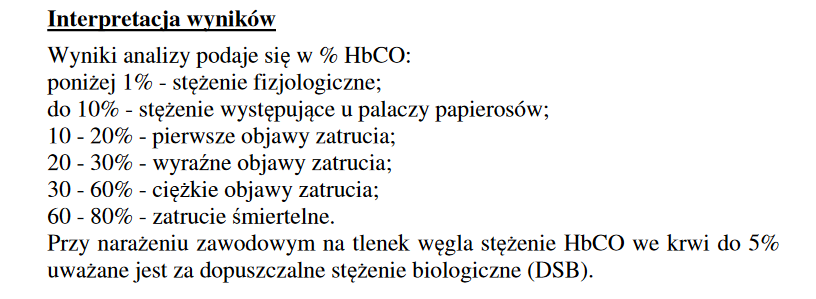 Interpretacja wyników
Wyniki analizy podaje się w % HbCO:
poniżej 1% - stężenie fizjologiczne;
do 10% - stężenie występujące u palaczy papierosów;
10 - 20% - pierwsze objawy zatrucia;
20 - 30% - wyraźne objawy zatrucia;
30 - 60% - ciężkie objawy zatrucia;
60 - 80% - zatrucie śmiertelne.
Przy narażeniu zawodowym na tlenek węgla stężenie HbCO we krwi do 5%
uważane jest za dopuszczalne stężenie biologiczne (DSB).